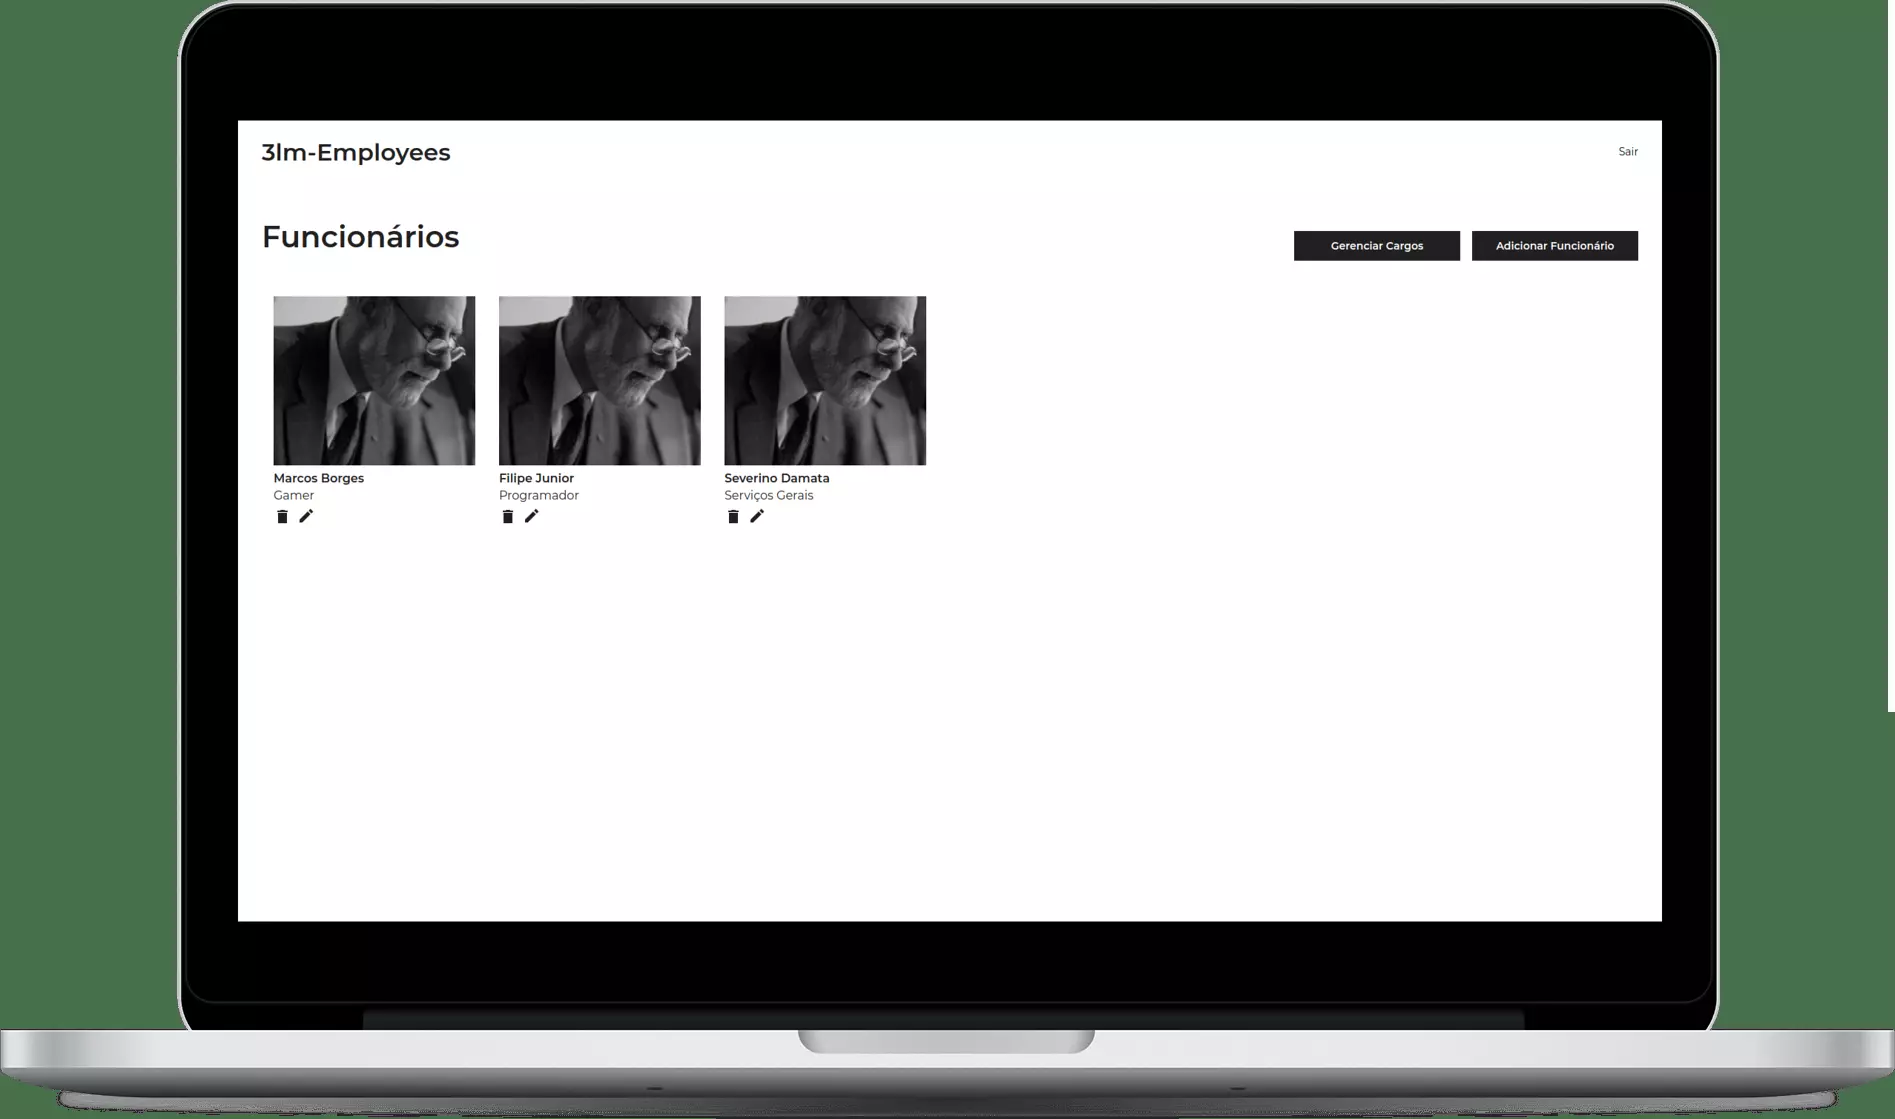 3lm-Employees
Sair
Funcionários
Gerenciar Cargos
Adicionar Funcionário
Marcos Borges
Gamer
Filipe Junior
Programador
Severino Damata
Serviços Gerais